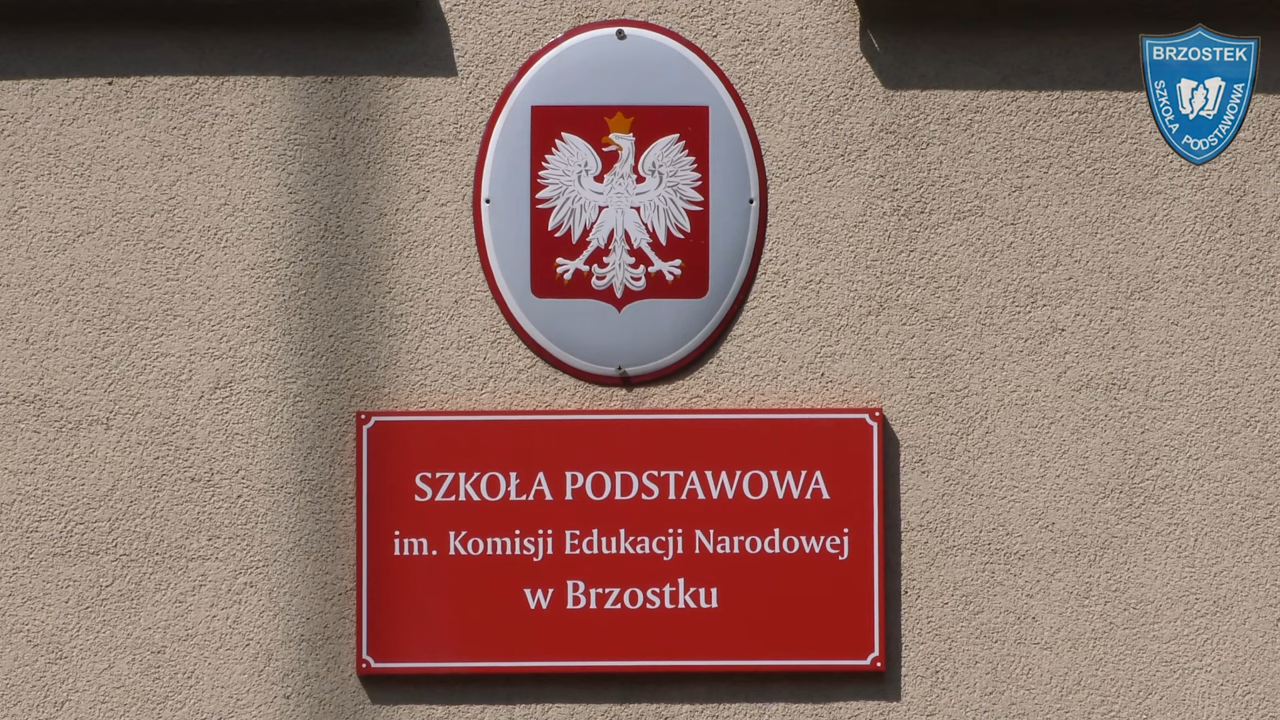 SZKOŁA PODSTAWOWA
im. Komisji Edukacji Narodowej
w Brzostku
BRZOSTEK
SZKOŁA PODSTAWOWA